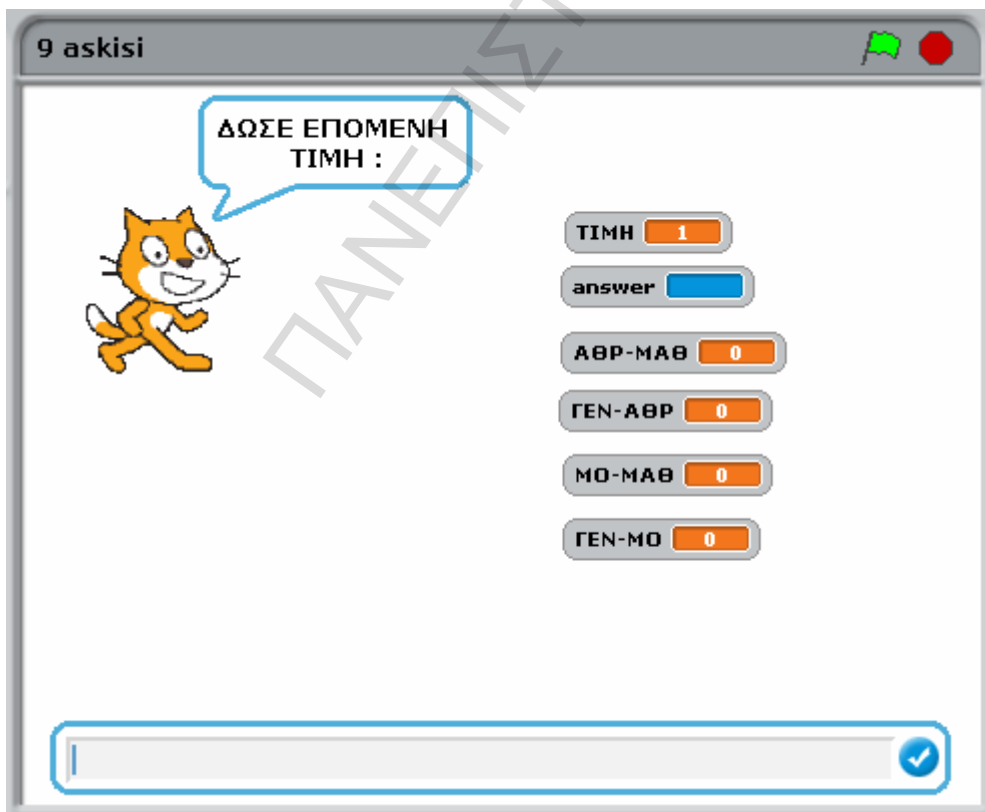 9 askisi
ΔΩΣΕ ΕΠΟΜΕΝΗ
ΤΙΜΗ :
ΤΙΜΗ 1
answer
ΑΘΡ-ΜΑΘ 0
ΓΕΝ-ΑΘΡ 0
ΜΟ-ΜΑΘ 0
ΓΕΝ-ΜΟ 0
ΠΑΝΕΠΙΣΤ